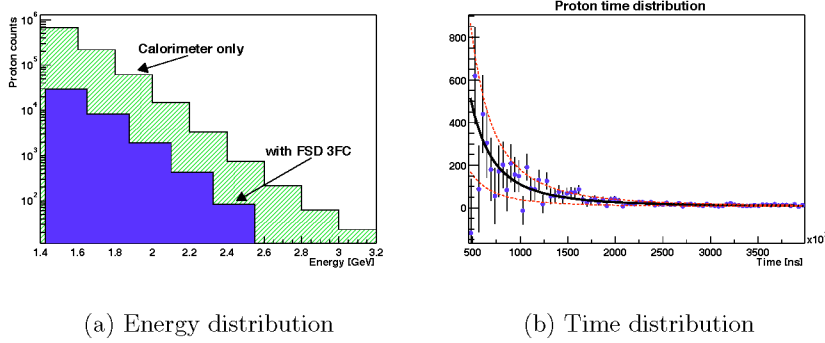 Proton time distribution
Proton counts
10^6
10^5
10^4
10^3
10^2
Calorimeter only
with FSD 3FC
1.4 1.6 1.8 2 2.2 2.4 2.6 2.8 3 3.2
Energy [GeV]
800
600
400
200
0
500 1000 1500 2000 2500 3000 3500
Time [ns]
(a) Energy distribution
(b) Time distribution